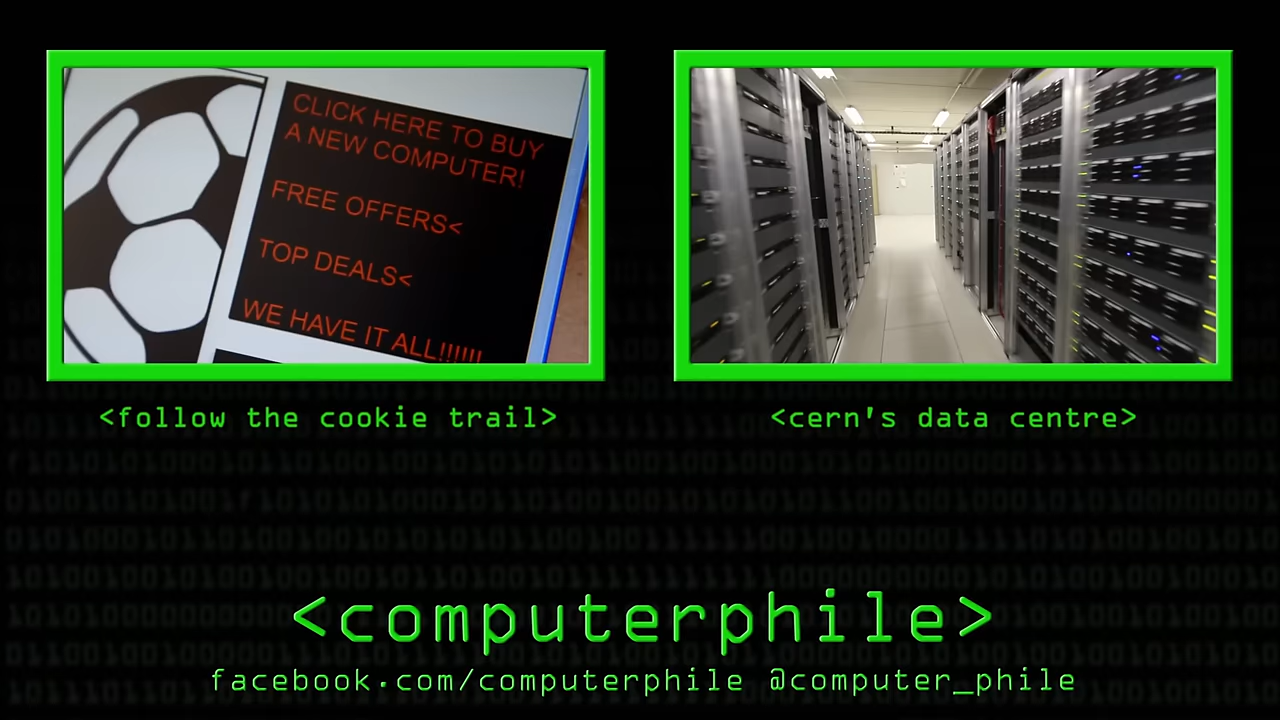 CLICK HERE TO BUY
A NEW COMPUTER!
FREE OFFERS<
TOP DEALS<
WE HAVE IT ALL!!!!!!
<follow the cookie trail>
<cern's data centre>
<computerphile>
facebook.com/computerphile @computer_phile